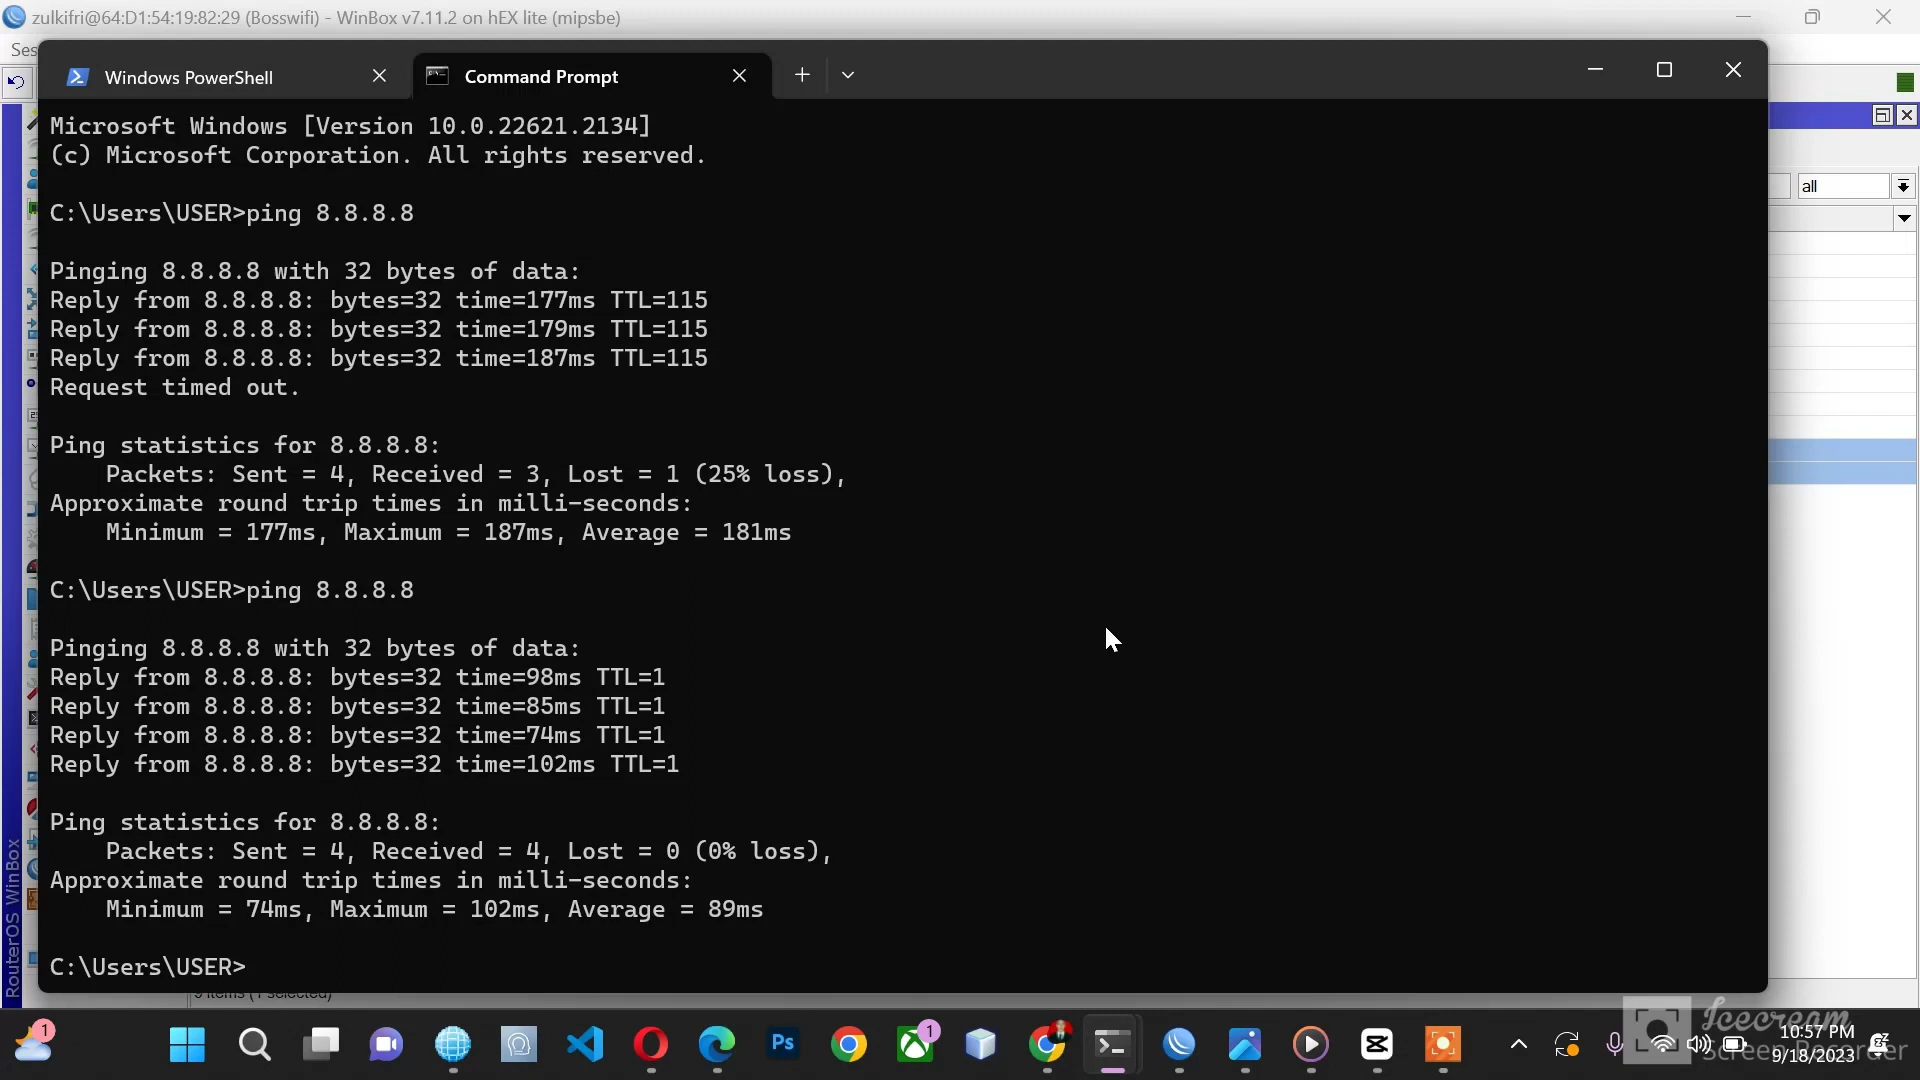 zulkifri@64:D1:54:19:82:29 (Bosswifi) - WinBox v7.11.2 on hEX lite (mipsbe)
Ses
Windows PowerShell
Command Prompt
Microsoft Windows [Version 10.0.22621.2134]
(c) Microsoft Corporation. All rights reserved.
C:\Users\USER>ping 8.8.8.8
Pinging 8.8.8.8 with 32 bytes of data:
Reply from 8.8.8.8: bytes=32 time=177ms TTL=115
Reply from 8.8.8.8: bytes=32 time=179ms TTL=115
Reply from 8.8.8.8: bytes=32 time=187ms TTL=115
Request timed out.
Ping statistics for 8.8.8.8:
Packets: Sent = 4, Received = 3, Lost = 1 (25% loss),
Approximate round trip times in milli-seconds:
Minimum = 177ms, Maximum = 187ms, Average = 181ms
C:\Users\USER>ping 8.8.8.8
Pinging 8.8.8.8 with 32 bytes of data:
Reply from 8.8.8.8: bytes=32 time=98ms TTL=1
Reply from 8.8.8.8: bytes=32 time=85ms TTL=1
Reply from 8.8.8.8: bytes=32 time=74ms TTL=1
Reply from 8.8.8.8: bytes=32 time=102ms TTL=1
Ping statistics for 8.8.8.8:
Packets: Sent = 4, Received = 4, Lost = 0 (0% loss),
Approximate round trip times in milli-seconds:
Minimum = 74ms, Maximum = 102ms, Average = 89ms
C:\Users\USER>
all
RouterOS WinBox
9 items (1 selected)
1
Ps
1
Icecream
Screen Recorder
10:57 PM
9/18/2023